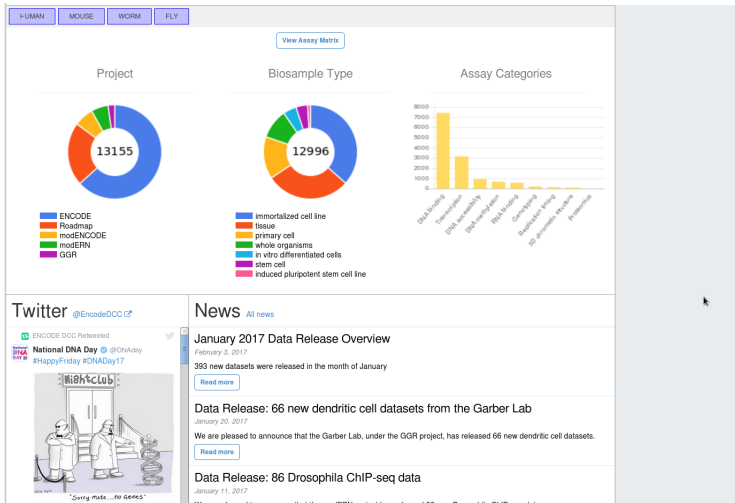 HUMAN MOUSE WORM FLY
View Assay Matrix
Project
13155
ENCODE
Roadmap
modENCODE
modERN
GGR
Biosample Type
12996
immortalized cell line
tissue
primary cell
whole organisms
in vitro differentiated cells
stem cell
induced pluripotent stem cell line
Assay Categories
8000
7000
6000
5000
4000
3000
2000
1000
0
DNA binding
Transcription
DNA accessibility
DNA methylation
RNA binding
Genotyping
Replication timing
3D chromatin structure
Proteomics
Twitter @EncodeDCC
ENCODE DCC Retweeted
National DNA Day @DNAday
#HappyFriday #DNADay17
Nightclub
"Sorry mate...no Genes"
News All news
January 2017 Data Release Overview
February 3, 2017
393 new datasets were released in the month of January
Read more
Data Release: 66 new dendritic cell datasets from the Garber Lab
January 20, 2017
We are pleased to announce that the Garber Lab, under the GGR project, has released 66 new dendritic cell datasets.
Read more
Data Release: 86 Drosophila ChIP-seq data
January 11, 2017